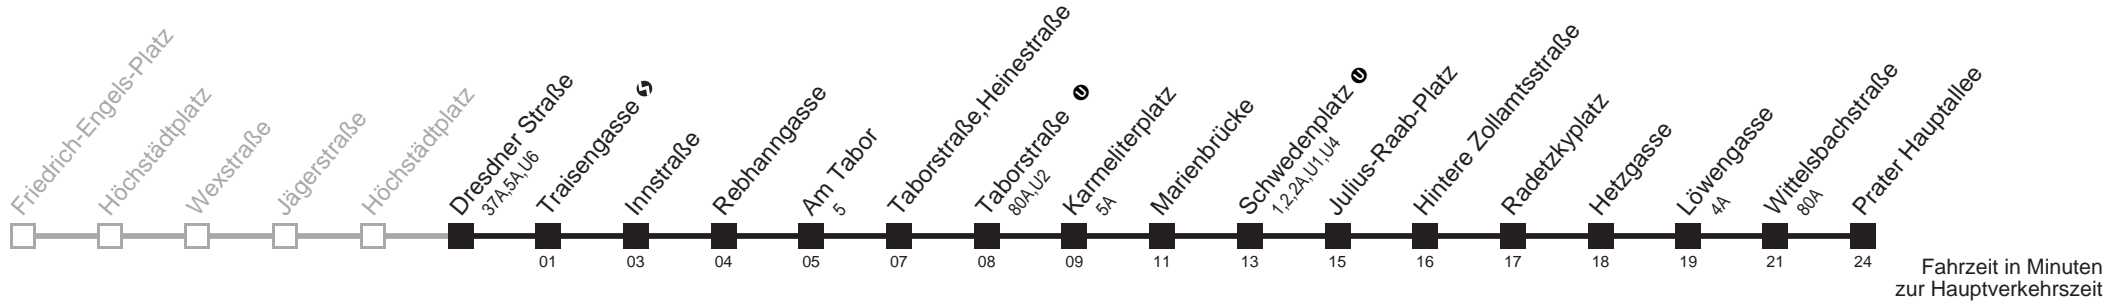 Friedrich-Engels-Platz
Höchstädtplatz
Wexstraße
Jägerstraße
Höchstädtplatz
Dresdner Straße
37A,5A,U6
Traisengasse
01
Innstraße
03
Rebhanngasse
04
Am Tabor
5
05
Taborstraße,Heinestraße
07
Taborstraße U
80A,U2
08
Karmeliterplatz
5A
09
Marienbrücke
11
Schwedenplatz U
1,2,2A,U1,U4
13
Julius-Raab-Platz
15
Hintere Zollamtsstraße
16
Radetzkyplatz
17
Hetzgasse
18
Löwengasse
4A
19
Wittelsbachstraße
80A
21
Prater Hauptallee
24
Fahrzeit in Minuten
zur Hauptverkehrszeit